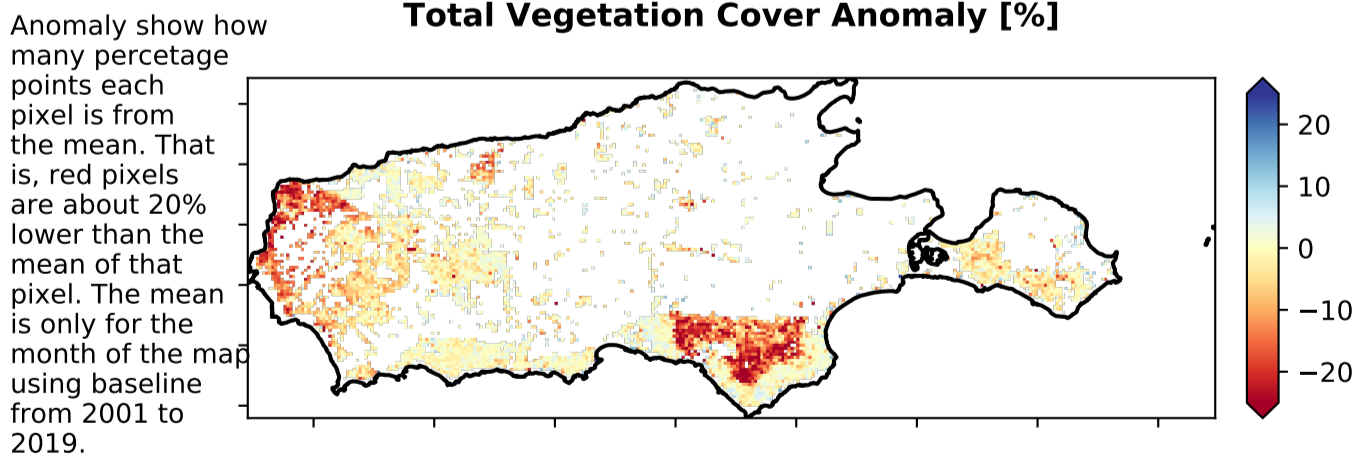 Total Vegetation Cover Anomaly [%]
Anomaly show how
many percetage
points each
pixel is from
the mean. That
is, red pixels
are about 20%
lower than the
mean of that
pixel. The mean
is only for the
month of the map
using baseline
from 2001 to
2019.
20
10
0
−10
−20